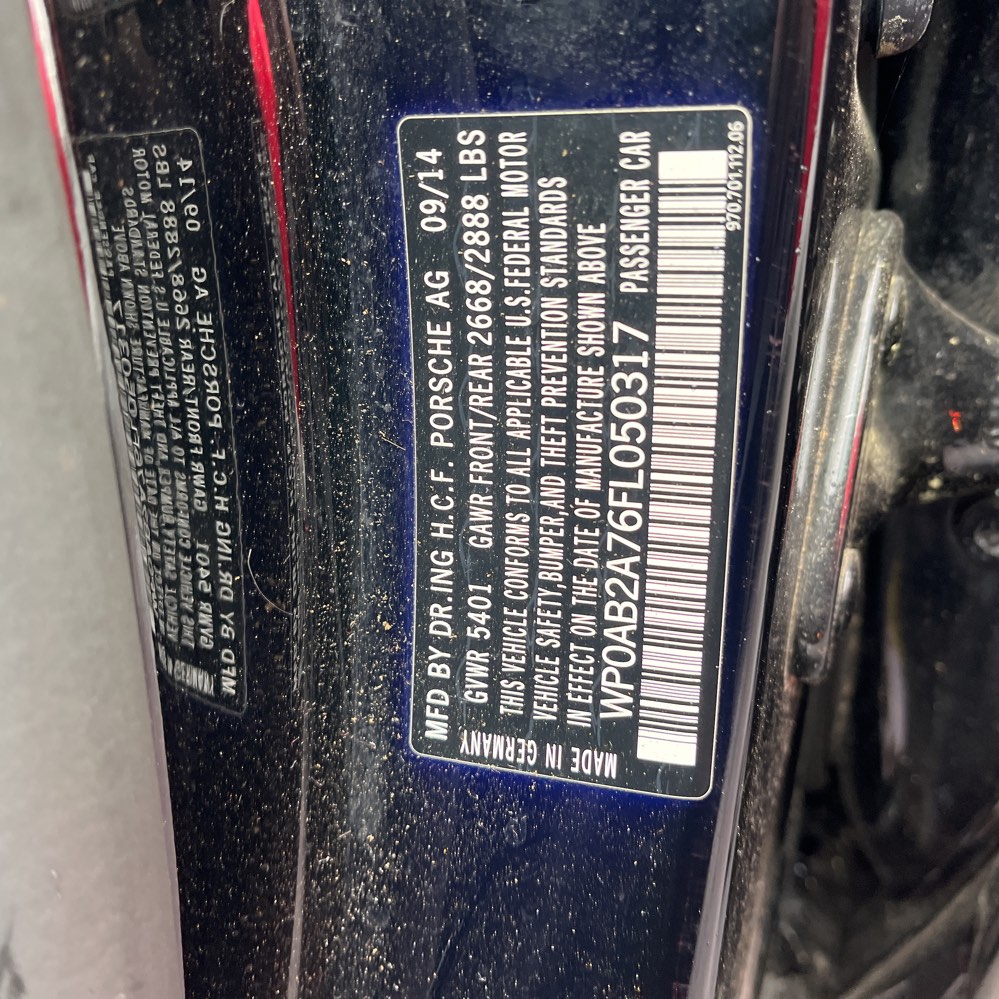 MFD BY DR.ING H.C.F. PORSCHE AG 09/14
GVWR 5401 GAWR FRONT/REAR 2668/2888 LBS
THIS VEHICLE CONFORMS TO ALL APPLICABLE U.S.FEDERAL MOTOR
VEHICLE SAFETY,BUMPER,AND THEFT PREVENTION STANDARDS
IN EFFECT ON THE DATE OF MANUFACTURE SHOWN ABOVE
WP0AB2A76FL050317 PASSENGER CAR
MADE IN GERMANY
970.701.112.06